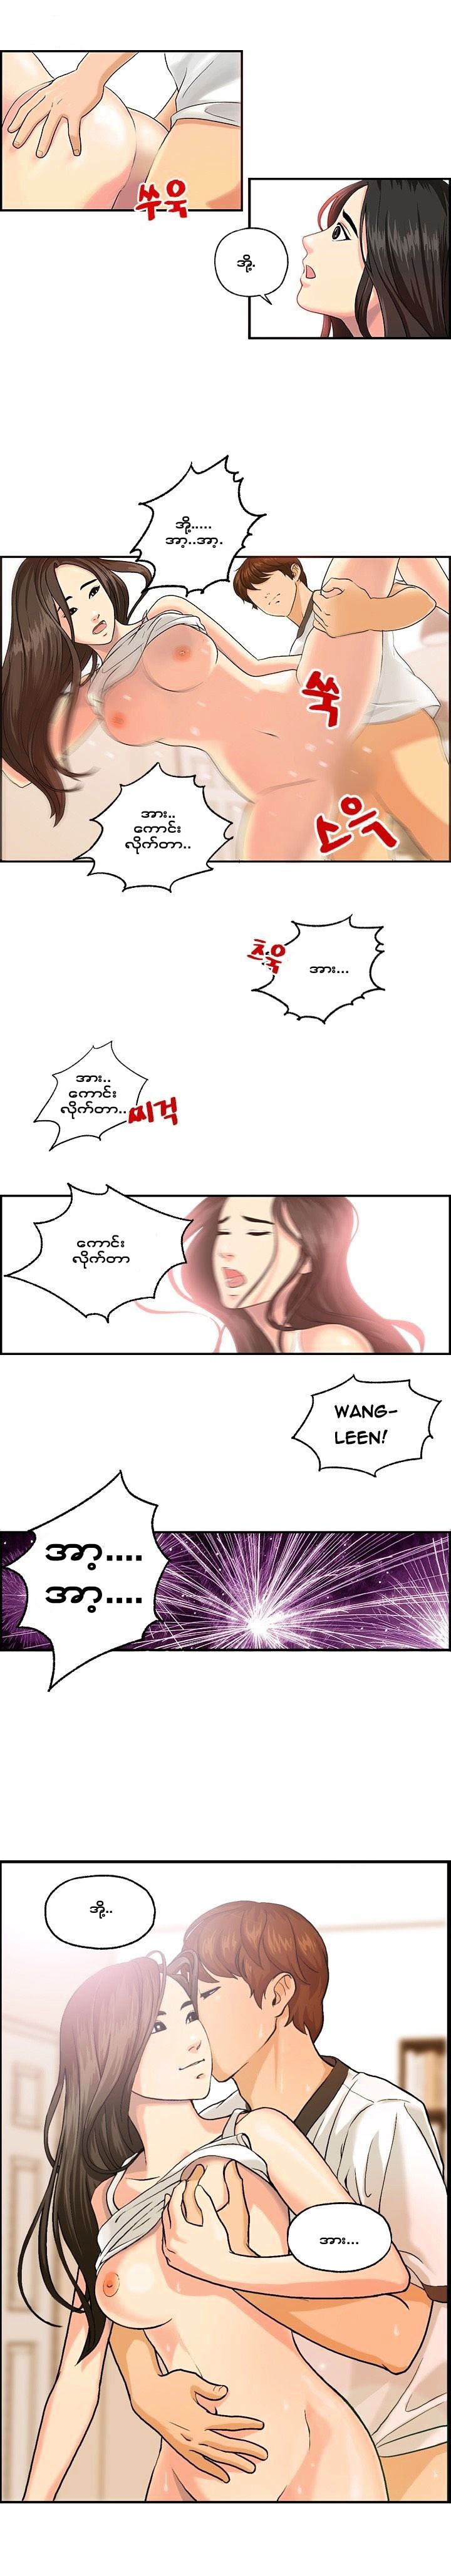 쑤욱
အို့.
အို့.....
အာ့..အာ့.
쑥
အား..
ကောင်း
လိုက်တာ..
스윽
츠윽
အား...
အား..
ကောင်း
လိုက်တာ..
찌걱
ကောင်း
လိုက်တာ
WANG-
LEEN!
အာ့....
အာ့....
အို့..
အား...